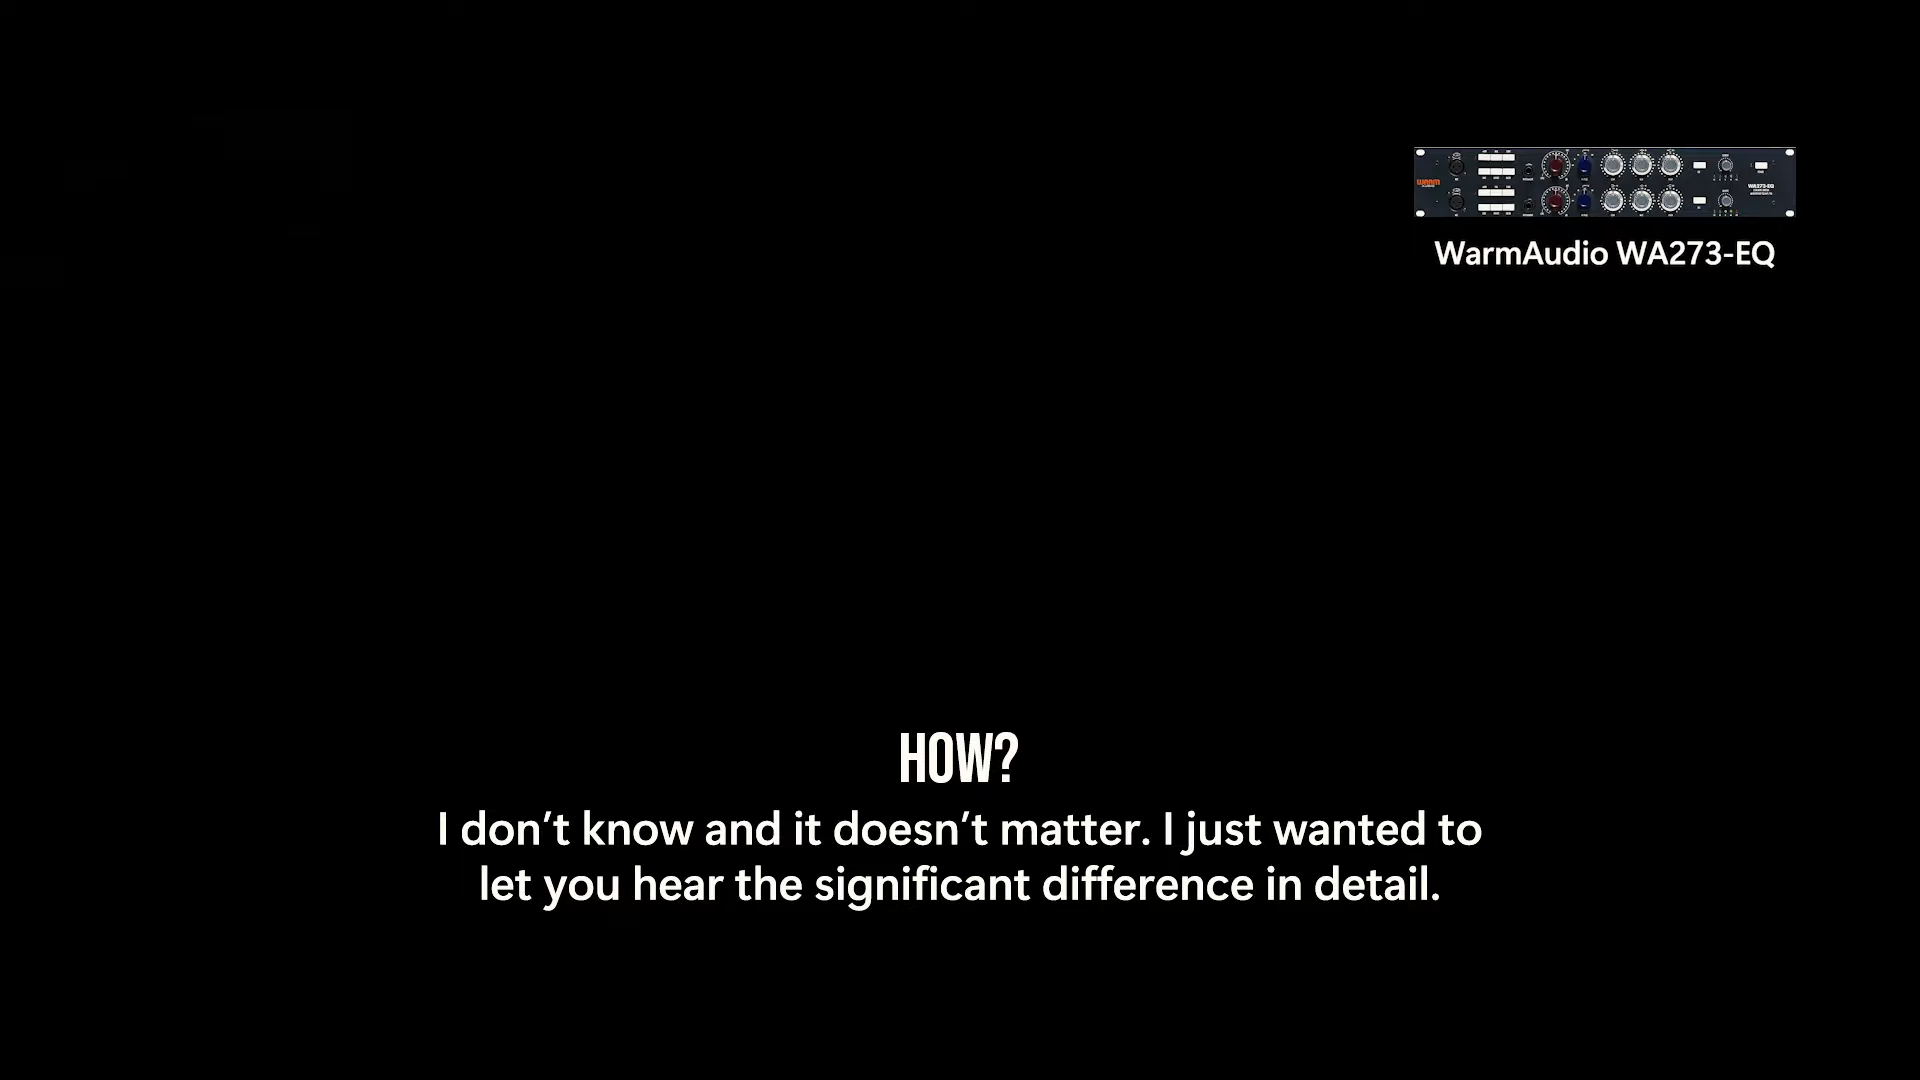 WarmAudio WA273-EQ
HOW?
I don’t know and it doesn’t matter. I just wanted to
let you hear the significant difference in detail.